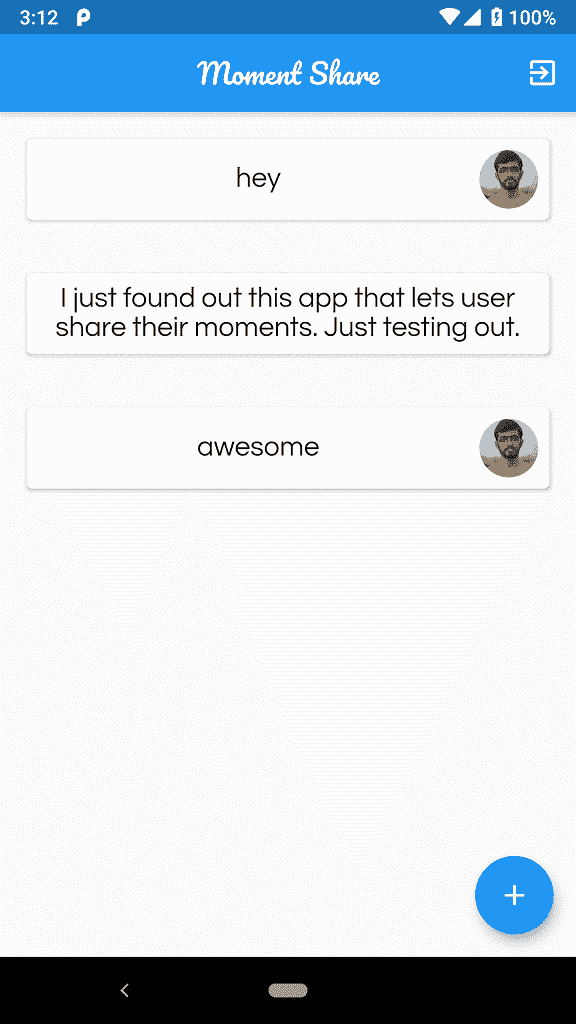 3:12
100%
Moment Share
hey
I just found out this app that lets user
share their moments. Just testing out.
awesome